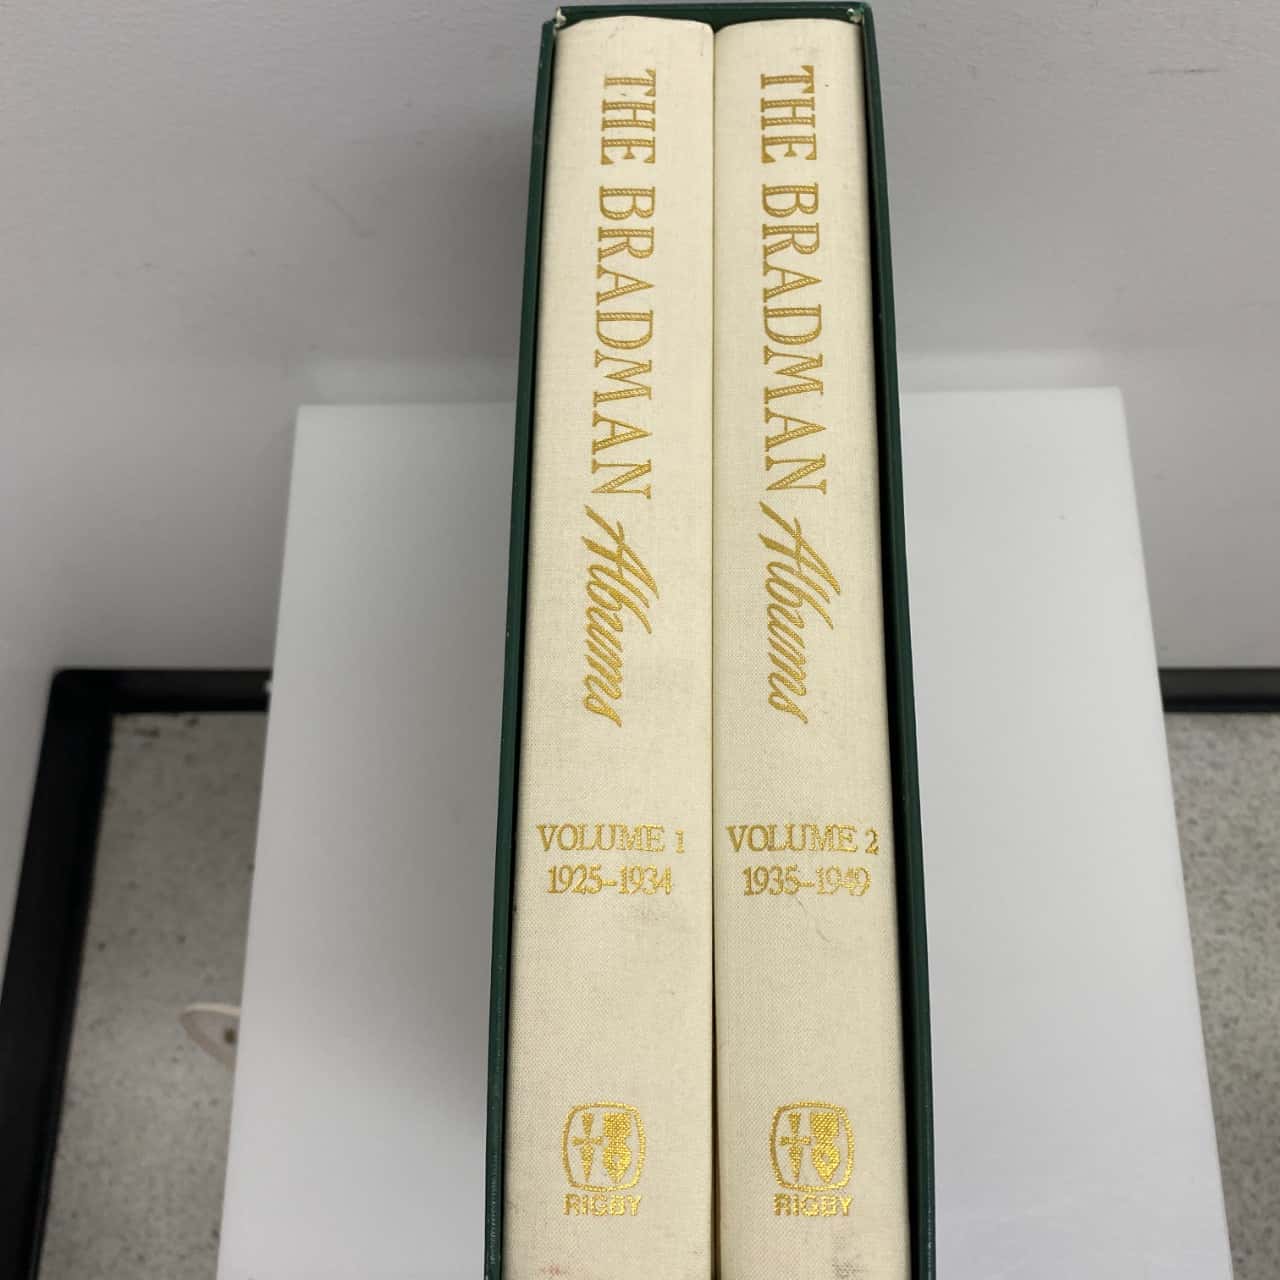 THE BRADMAN Albums
VOLUME 1
1925–1934
RIGBY
THE BRADMAN Albums
VOLUME 2
1935–1949
RIGBY